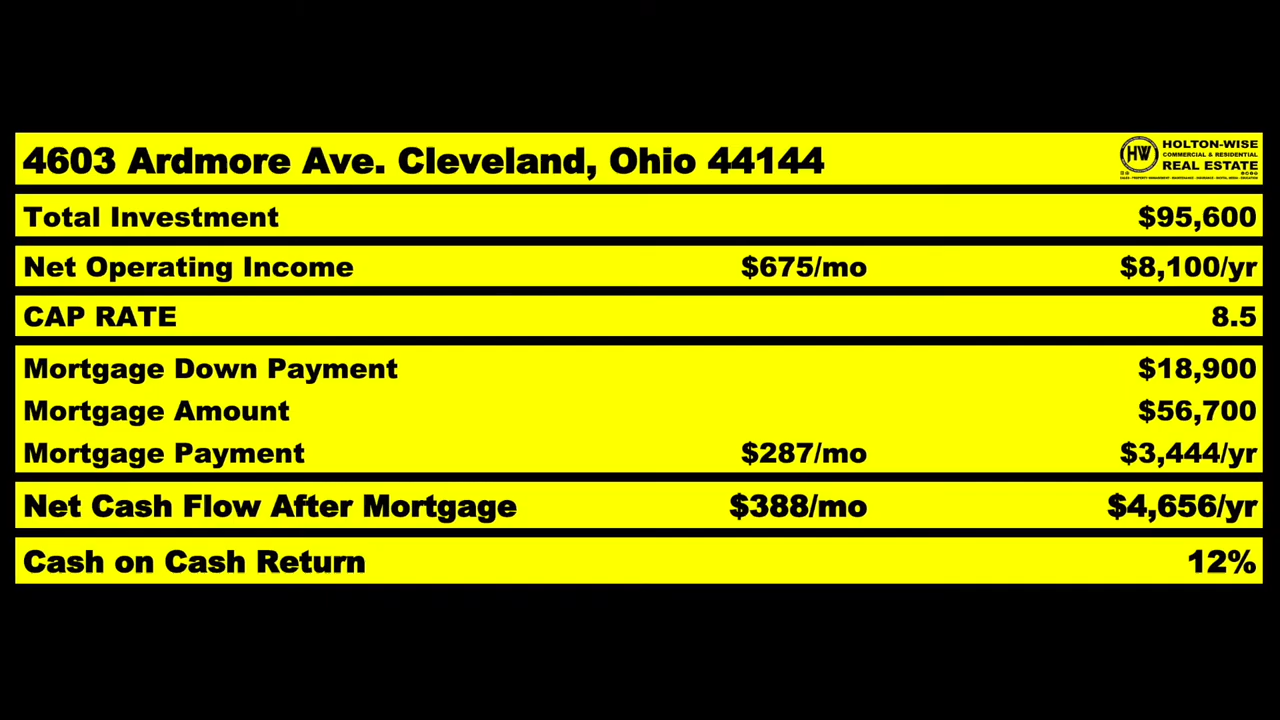 4603 Ardmore Ave. Cleveland, Ohio 44144
HW
HOLTON-WISE
COMMERCIAL & RESIDENTIAL
REAL ESTATE
Total Investment $95,600
Net Operating Income $675/mo $8,100/yr
CAP RATE 8.5
Mortgage Down Payment $18,900
Mortgage Amount $56,700
Mortgage Payment $287/mo $3,444/yr
Net Cash Flow After Mortgage $388/mo $4,656/yr
Cash on Cash Return 12%